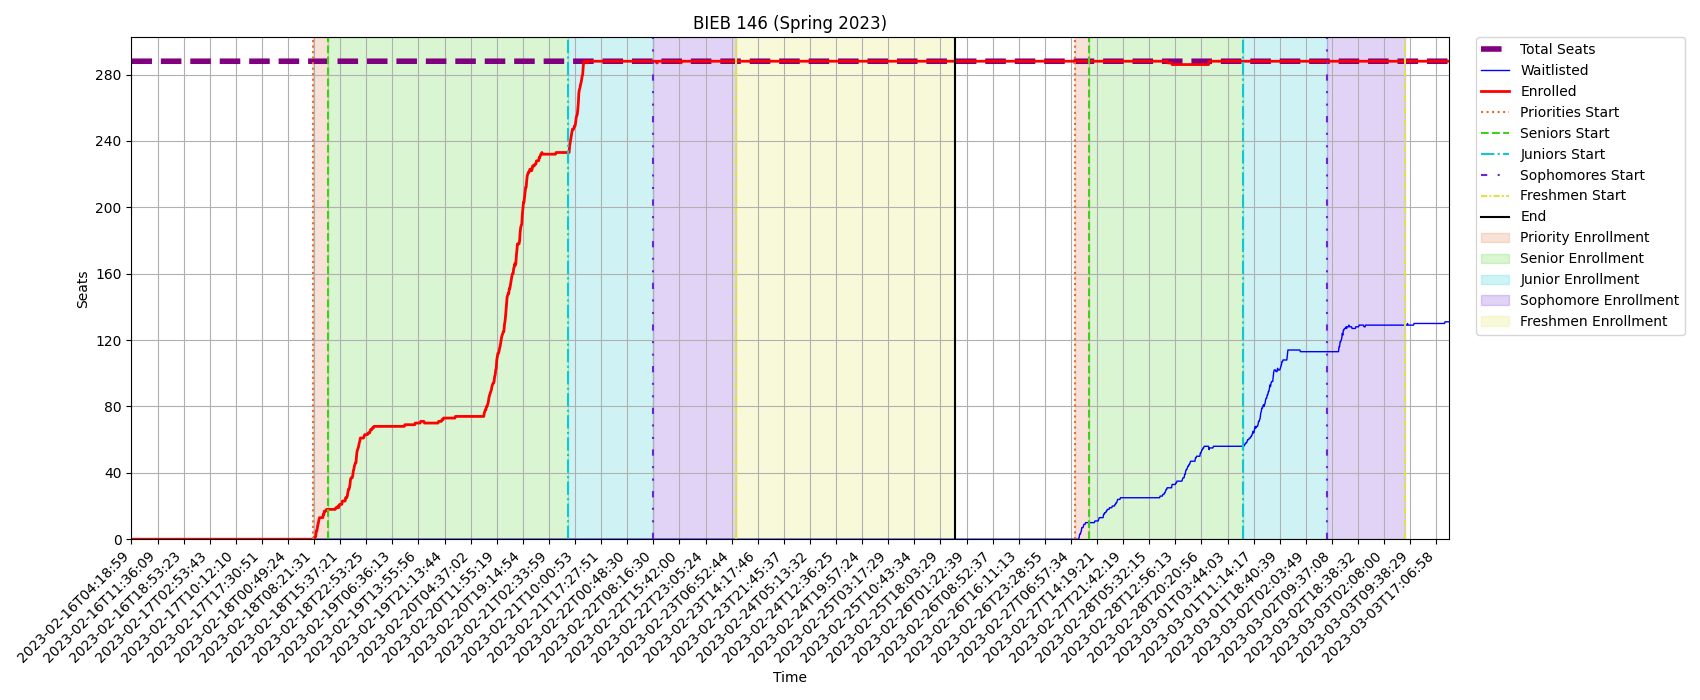 BIEB 146 (Spring 2023)
Seats
280
240
200
160
120
80
40
0
2023-02-16T04:18:59
2023-02-16T11:36:09
2023-02-16T18:53:23
2023-02-17T02:53:43
2023-02-17T10:12:10
2023-02-17T17:30:51
2023-02-18T00:49:24
2023-02-18T08:21:31
2023-02-18T15:37:21
2023-02-18T22:53:25
2023-02-19T06:36:13
2023-02-19T13:55:56
2023-02-19T21:13:44
2023-02-20T04:37:02
2023-02-20T11:55:19
2023-02-20T19:14:54
2023-02-21T02:33:59
2023-02-21T10:00:53
2023-02-21T17:27:51
2023-02-22T00:48:30
2023-02-22T08:16:30
2023-02-22T15:42:00
2023-02-22T23:05:24
2023-02-23T06:52:44
2023-02-23T14:17:46
2023-02-23T21:45:37
2023-02-24T05:13:32
2023-02-24T12:36:25
2023-02-24T19:57:24
2023-02-25T03:17:29
2023-02-25T10:43:34
2023-02-25T18:03:29
2023-02-26T01:22:39
2023-02-26T08:52:37
2023-02-26T16:11:13
2023-02-26T23:28:55
2023-02-27T06:57:34
2023-02-27T14:19:21
2023-02-27T21:42:19
2023-02-28T05:32:15
2023-02-28T12:56:13
2023-02-28T20:20:56
2023-03-01T03:44:03
2023-03-01T11:14:17
2023-03-01T18:40:39
2023-03-02T02:03:49
2023-03-02T09:37:08
2023-03-02T18:38:32
2023-03-03T02:08:00
2023-03-03T09:38:29
2023-03-03T17:06:58
Time
Total Seats
Waitlisted
Enrolled
Priorities Start
Seniors Start
Juniors Start
Sophomores Start
Freshmen Start
End
Priority Enrollment
Senior Enrollment
Junior Enrollment
Sophomore Enrollment
Freshmen Enrollment